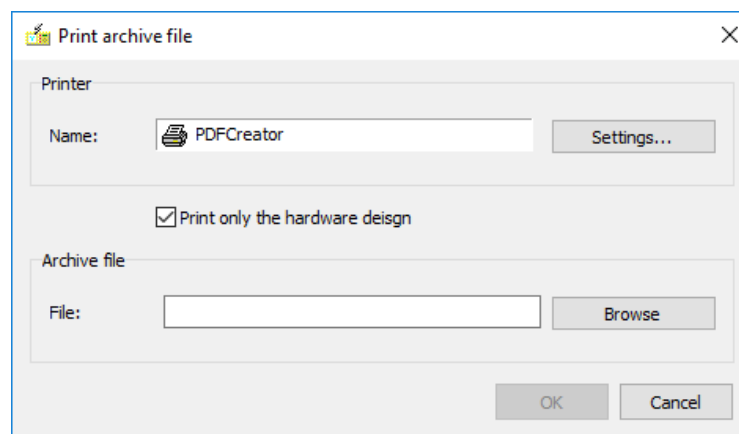 Print archive file
Printer
Name: PDFCreator Settings...
Print only the hardware deisgn
Archive file
File: Browse
OK Cancel